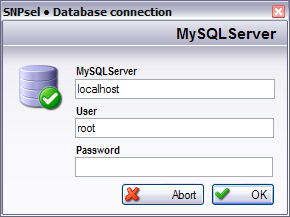 SNPsel ● Database connection
MySQLServer
MySQLServer
localhost
User
root
Password
Abort
OK